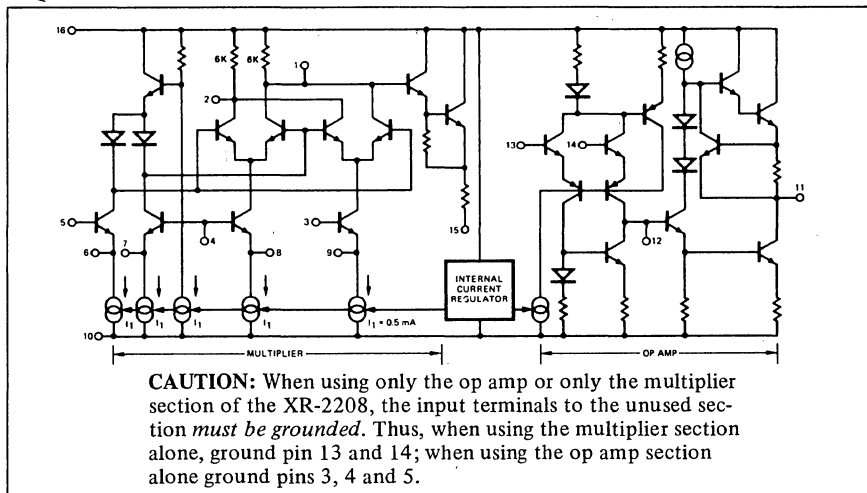 16
6K
6K
1
2
13
14
11
5
3
15
6
7
4
8
9
12
INTERNAL
CURRENT
REGULATOR
I1
I1
I1
I1
I1 = 0.5 mA
10
MULTIPLIER
OP AMP
CAUTION: When using only the op amp or only the multiplier
section of the XR-2208, the input terminals to the unused sec-
tion must be grounded. Thus, when using the multiplier section
alone, ground pin 13 and 14; when using the op amp section
alone ground pins 3, 4 and 5.